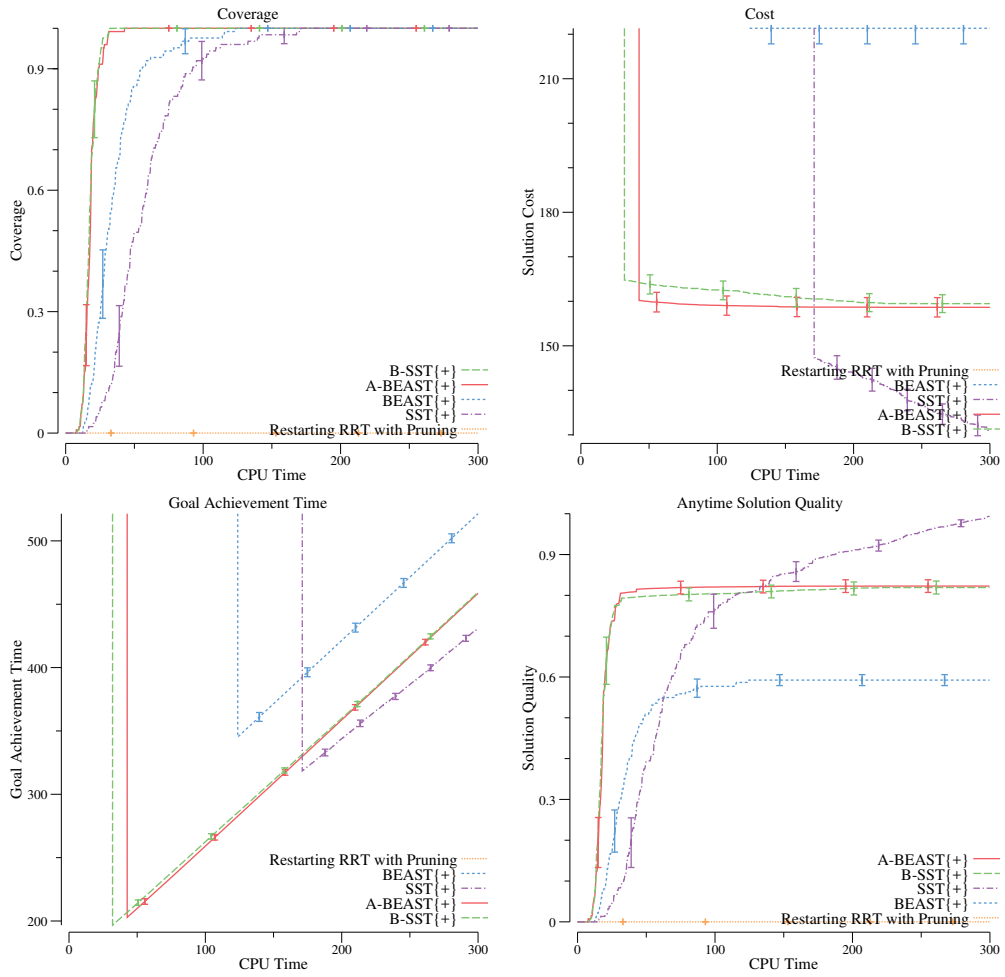 Coverage
Coverage
0.9
0.6
0.3
0
B-SST{+}
A-BEAST{+}
BEAST{+}
SST{+}
Restarting RRT with Pruning
0 100 200 300
CPU Time
Cost
Solution Cost
210
180
150
Restarting RRT with Pruning
BEAST{+}
SST{+}
A-BEAST{+}
B-SST{+}
0 100 200 300
CPU Time
Goal Achievement Time
Goal Achievement Time
500
400
300
200
Restarting RRT with Pruning
BEAST{+}
SST{+}
A-BEAST{+}
B-SST{+}
0 100 200 300
CPU Time
Anytime Solution Quality
Solution Quality
0.9
0.6
0.3
0
A-BEAST{+}
B-SST{+}
SST{+}
BEAST{+}
Restarting RRT with Pruning
0 100 200 300
CPU Time